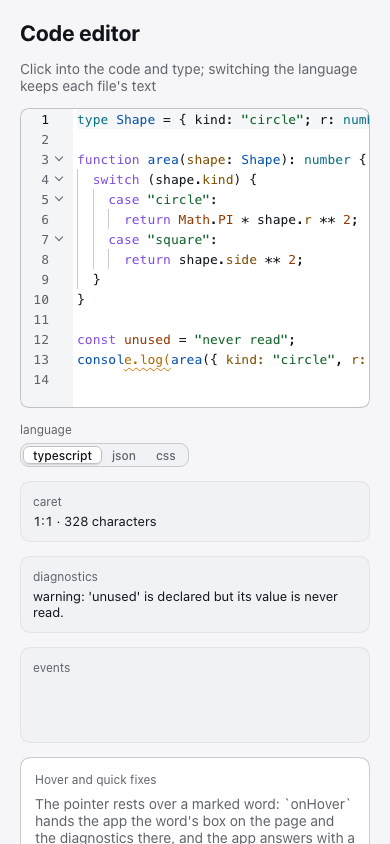 Code editor
Click into the code and type; switching the language
keeps each file's text
1 type Shape = { kind: "circle"; r: numb
2
3 function area(shape: Shape): number {
4 switch (shape.kind) {
5 case "circle":
6 return Math.PI * shape.r ** 2;
7 case "square":
8 return shape.side ** 2;
9 }
10 }
11
12 const unused = "never read";
13 console.log(area({ kind: "circle", r:
14
language
typescript json css
caret
1:1 · 328 characters
diagnostics
warning: 'unused' is declared but its value is never
read.
events
Hover and quick fixes
The pointer rests over a marked word: `onHover`
hands the app the word's box on the page and
the diagnostics there, and the app answers with a